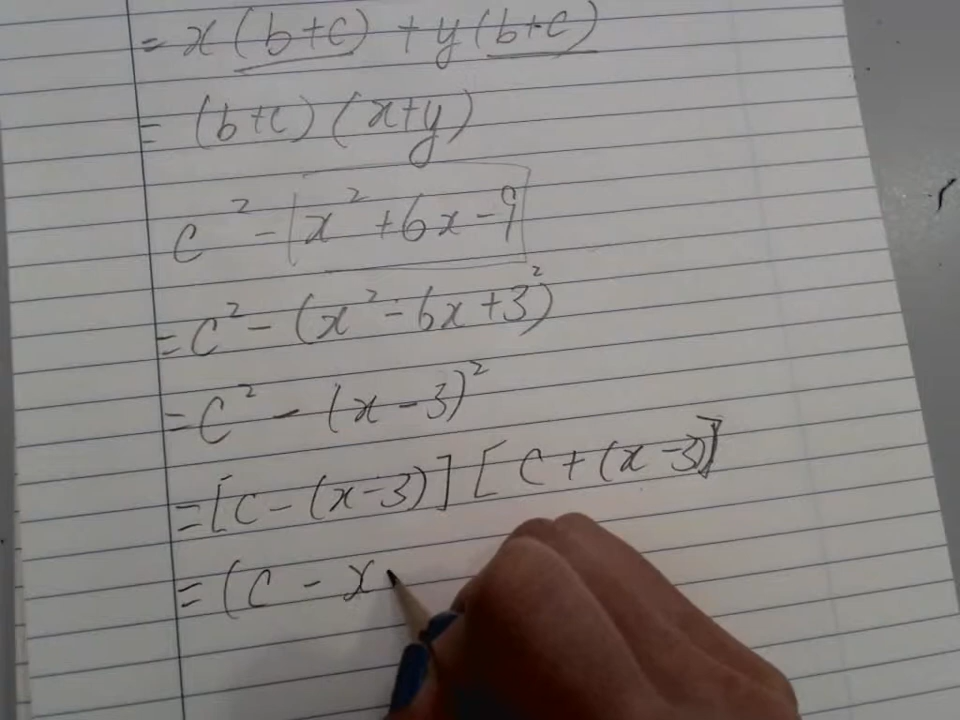 = x (b+c) + y (b+c)
= (b+c) (x+y)
c² - x² + 6x - 9
= c² - (x² - 6x + 3²)
= c² - (x - 3)²
= [c - (x-3)] [c + (x-3)]
= (c - x